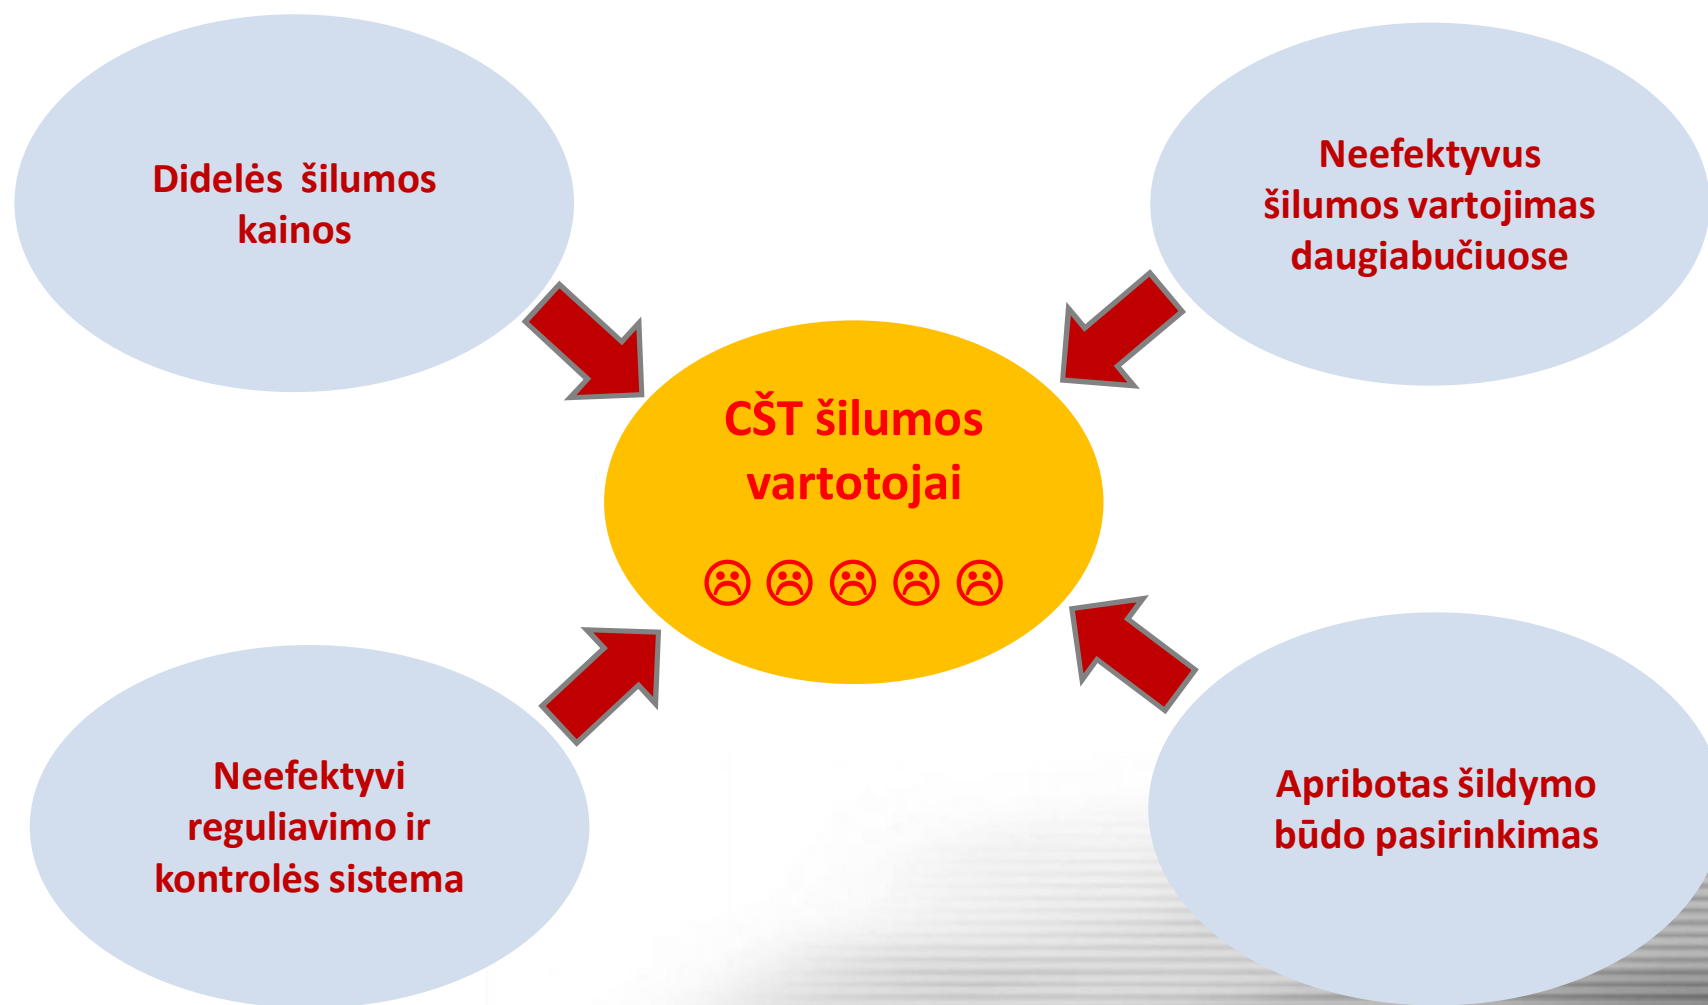 Didelės šilumos
kainos
Neefektyvus
šilumos vartojimas
daugiabučiuose
CŠT šilumos
vartotojai
☹ ☹ ☹ ☹ ☹
Neefektyvi
reguliavimo ir
kontrolės sistema
Apribotas šildymo
būdo pasirinkimas